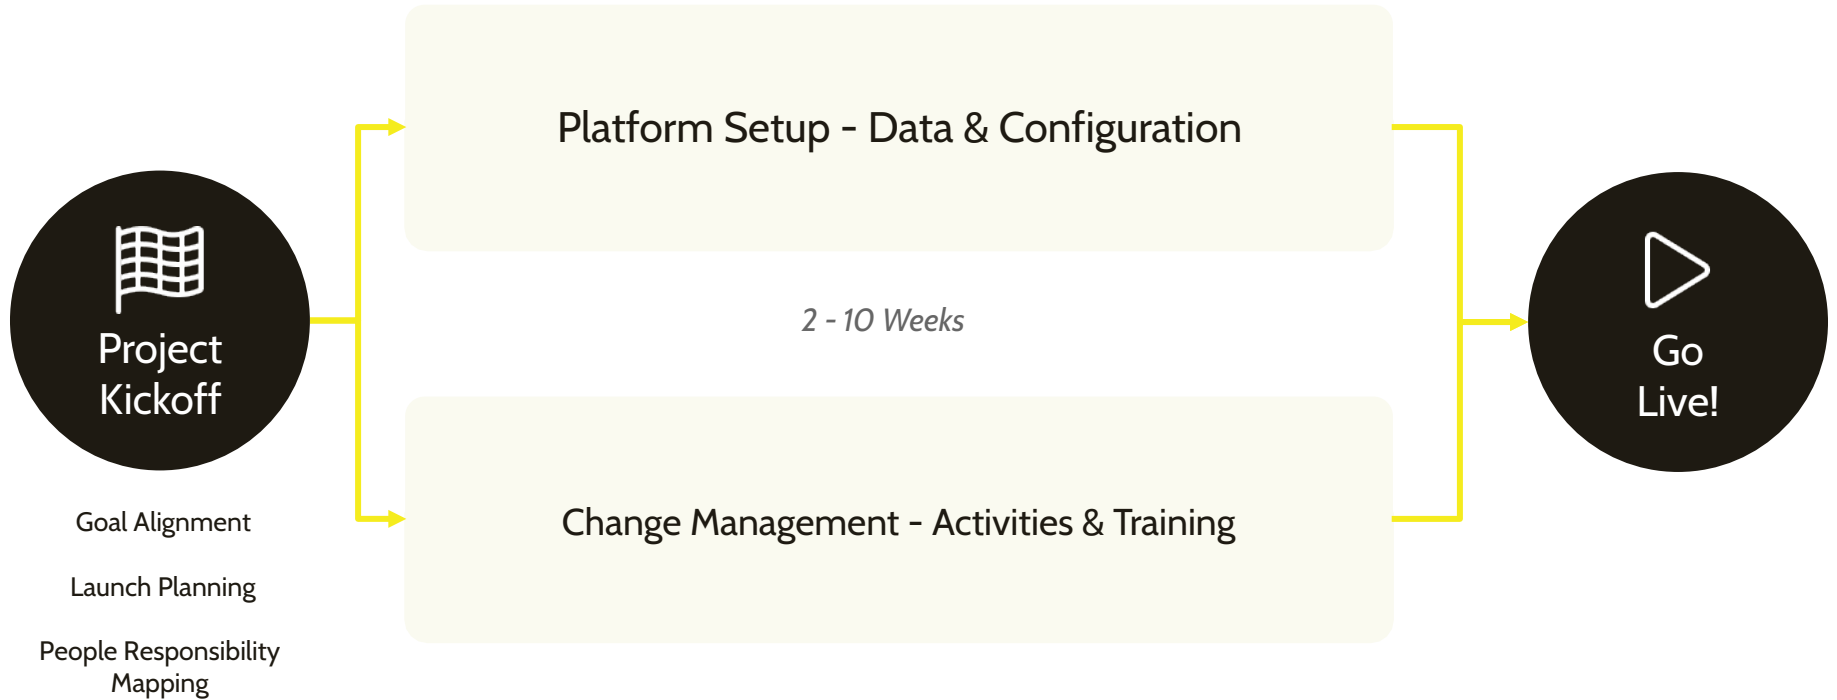 Project
Kickoff
Goal Alignment
Launch Planning
People Responsibility
Mapping
Platform Setup - Data & Configuration
2 - 10 Weeks
Change Management - Activities & Training
Go
Live!